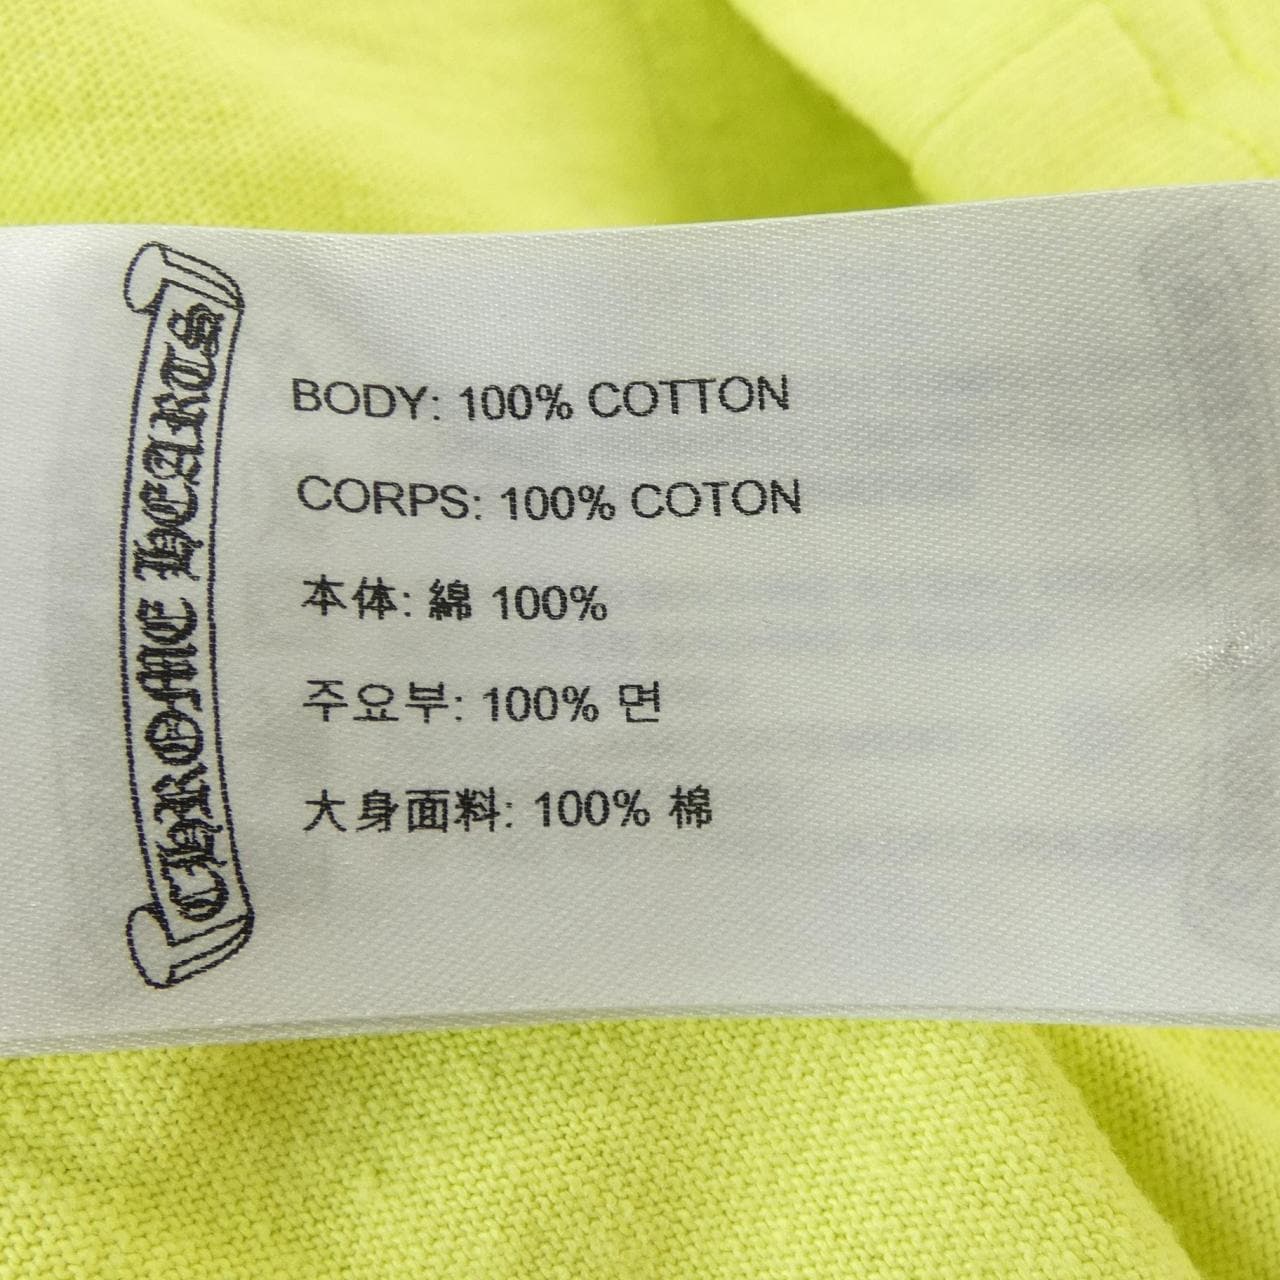 CHROME HEARTS
BODY: 100% COTTON
CORPS: 100% COTON
本体: 綿 100%
주요부: 100% 면
大身面料: 100% 棉